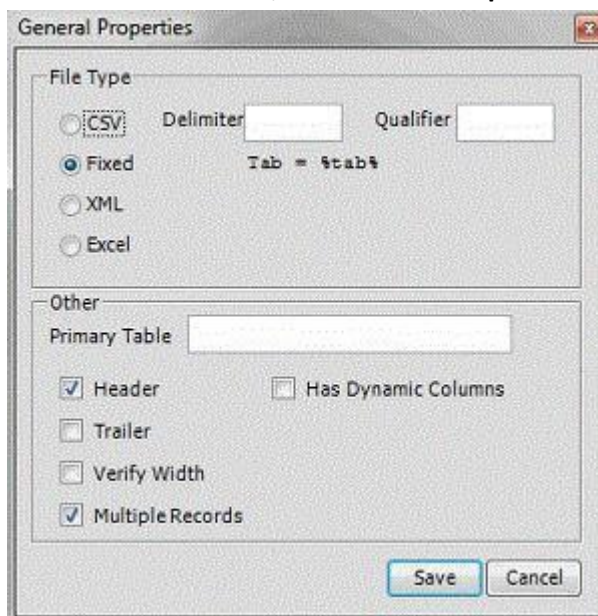 General Properties
File Type
CSV Delimiter Qualifier
Fixed Tab = %tab%
XML
Excel
Other
Primary Table
Header Has Dynamic Columns
Trailer
Verify Width
Multiple Records
Save Cancel